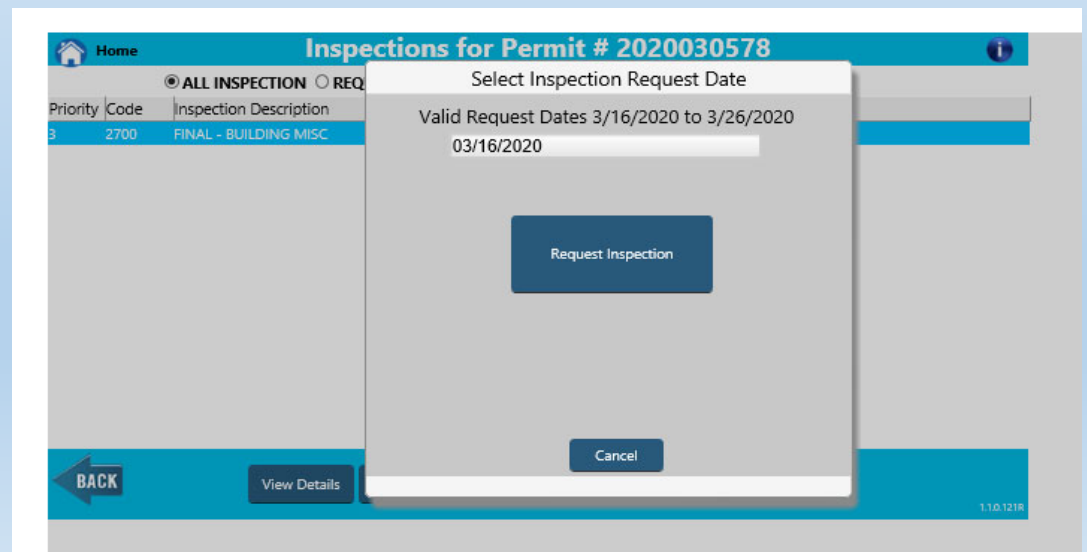 Home
Inspections for Permit # 2020030578
ALL INSPECTION REQ
Select Inspection Request Date
Priority Code Inspection Description
Valid Request Dates 3/16/2020 to 3/26/2020
3 2700 FINAL - BUILDING MISC
03/16/2020
Request Inspection
Cancel
BACK
View Details
1.1.0.121R